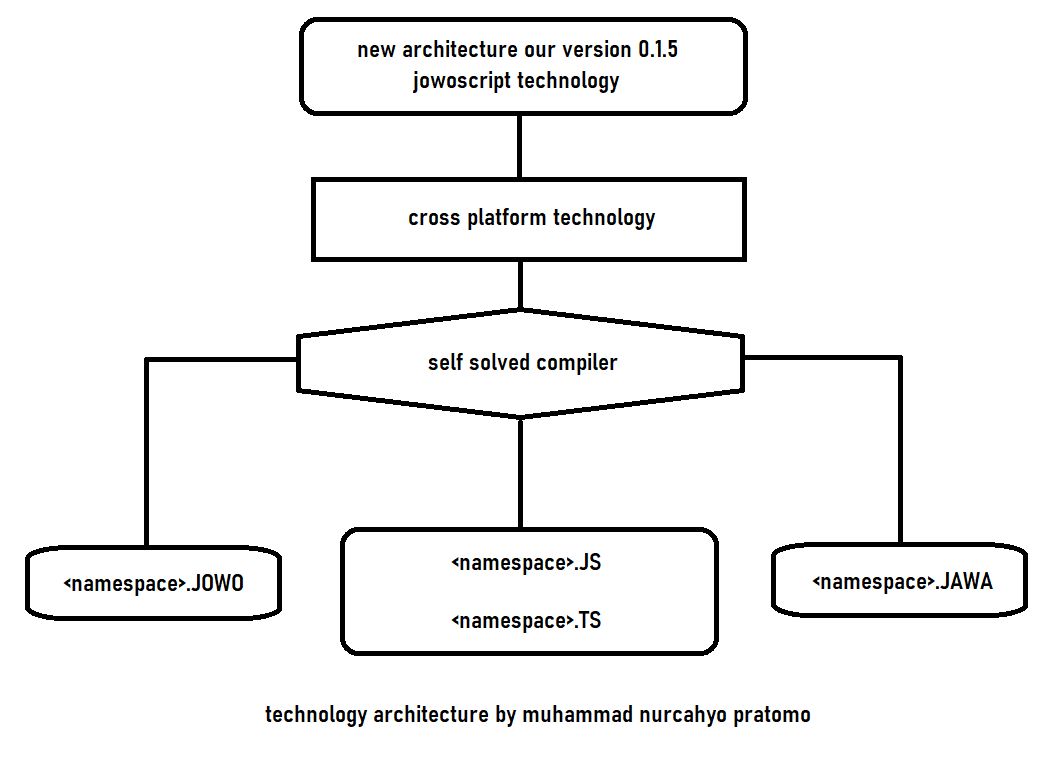 new architecture our version 0.1.5
jowoscript technology
cross platform technology
self solved compiler
<namespace>.JOWO
<namespace>.JS
<namespace>.TS
<namespace>.JAWA
technology architecture by muhammad nurcahyo pratomo